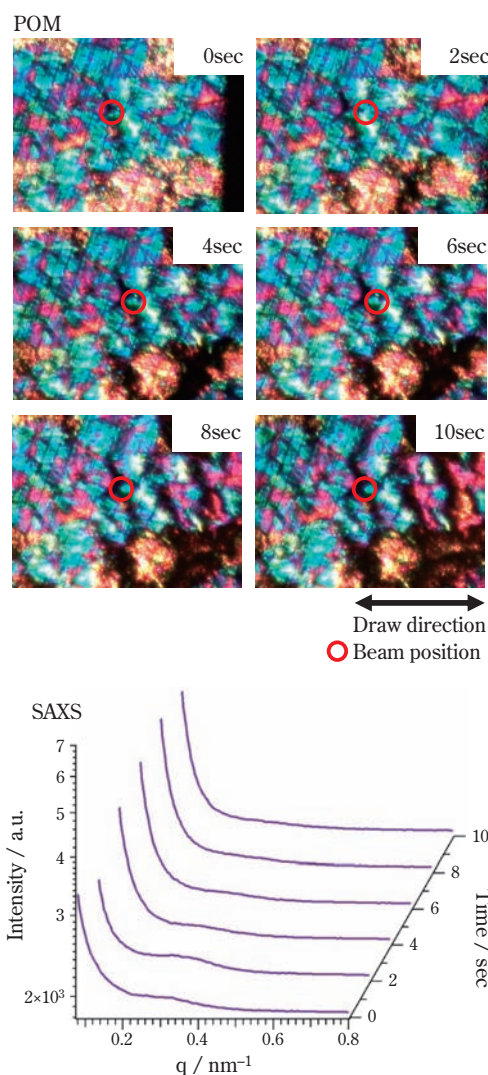 POM
0sec
2sec
4sec
6sec
8sec
10sec
Draw direction
Beam position
SAXS
7
6
5
4
3
2×10³
Intensity / a.u.
0.2
0.4
0.6
0.8
q / nm⁻¹
0
2
4
6
8
10
Time / sec